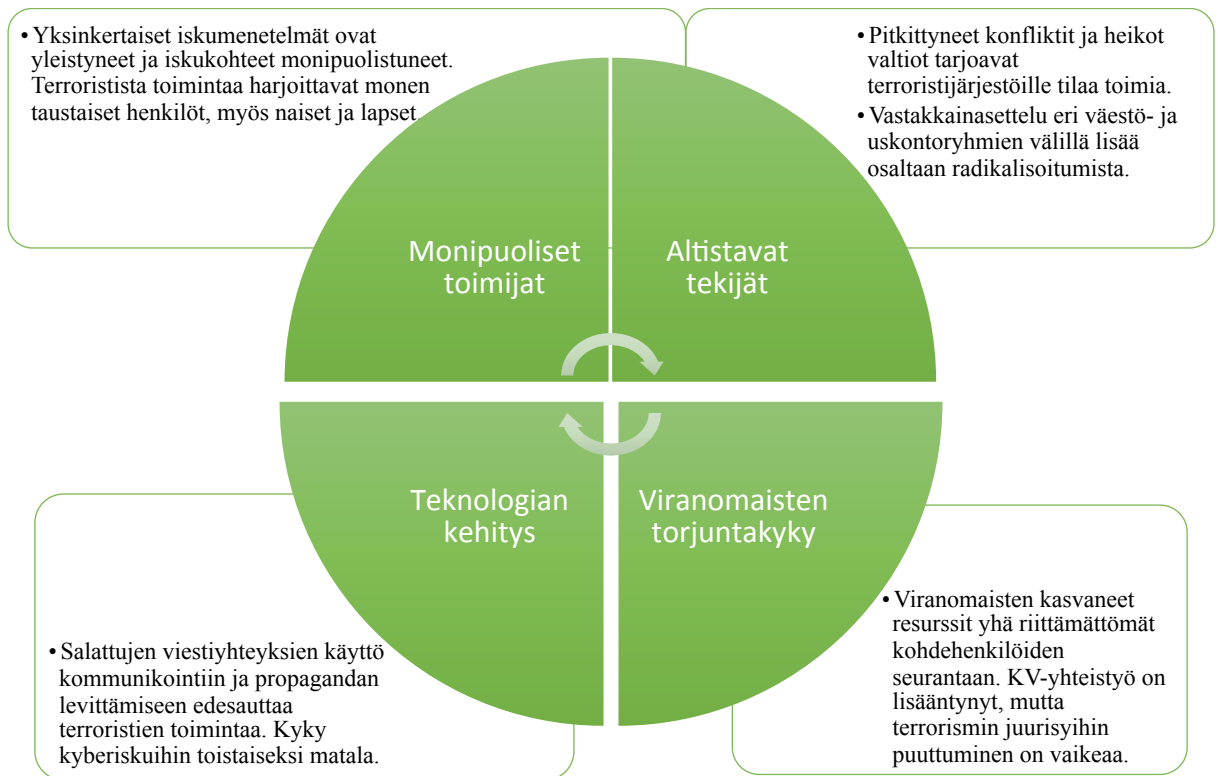 • Yksinkertaiset iskumenetelmät ovat
yleistyneet ja iskukohteet monipuolistuneet.
Terroristista toimintaa harjoittavat monen
taustaiset henkilöt, myös naiset ja lapset.
• Pitkittyneet konfliktit ja heikot
valtiot tarjoavat
terroristijärjestöille tilaa toimia.
• Vastakkainasettelu eri väestö- ja
uskontoryhmien välillä lisää
osaltaan radikalisoitumista.
Monipuoliset
toimijat
Altistavat
tekijät
Teknologian
kehitys
Viranomaisten
torjuntakyky
• Salattujen viestiyhteyksien käyttö
kommunikointiin ja propagandan
levittämiseen edesauttaa
terroristien toimintaa. Kyky
kyberiskuihin toistaiseksi matala.
• Viranomaisten kasvaneet
resurssit yhä riittämättömät
kohdehenkilöiden
seurantaan. KV-yhteistyö on
lisääntynyt, mutta
terrorismin juurisyihin
puuttuminen on vaikeaa.